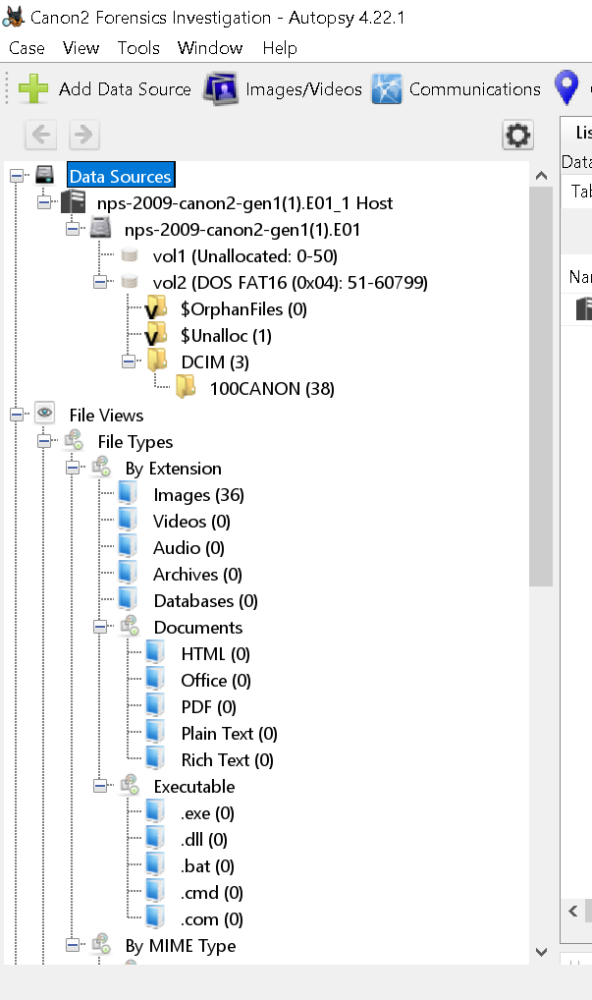 Canon2 Forensics Investigation - Autopsy 4.22.1
Case View Tools Window Help
Add Data Source Images/Videos Communications
Data Sources
nps-2009-canon2-gen1(1).E01_1 Host
nps-2009-canon2-gen1(1).E01
vol1 (Unallocated: 0-50)
vol2 (DOS FAT16 (0x04): 51-60799)
$OrphanFiles (0)
$Unalloc (1)
DCIM (3)
100CANON (38)
File Views
File Types
By Extension
Images (36)
Videos (0)
Audio (0)
Archives (0)
Databases (0)
Documents
HTML (0)
Office (0)
PDF (0)
Plain Text (0)
Rich Text (0)
Executable
.exe (0)
.dll (0)
.bat (0)
.cmd (0)
.com (0)
By MIME Type
Lis
Data
Tab
Nar